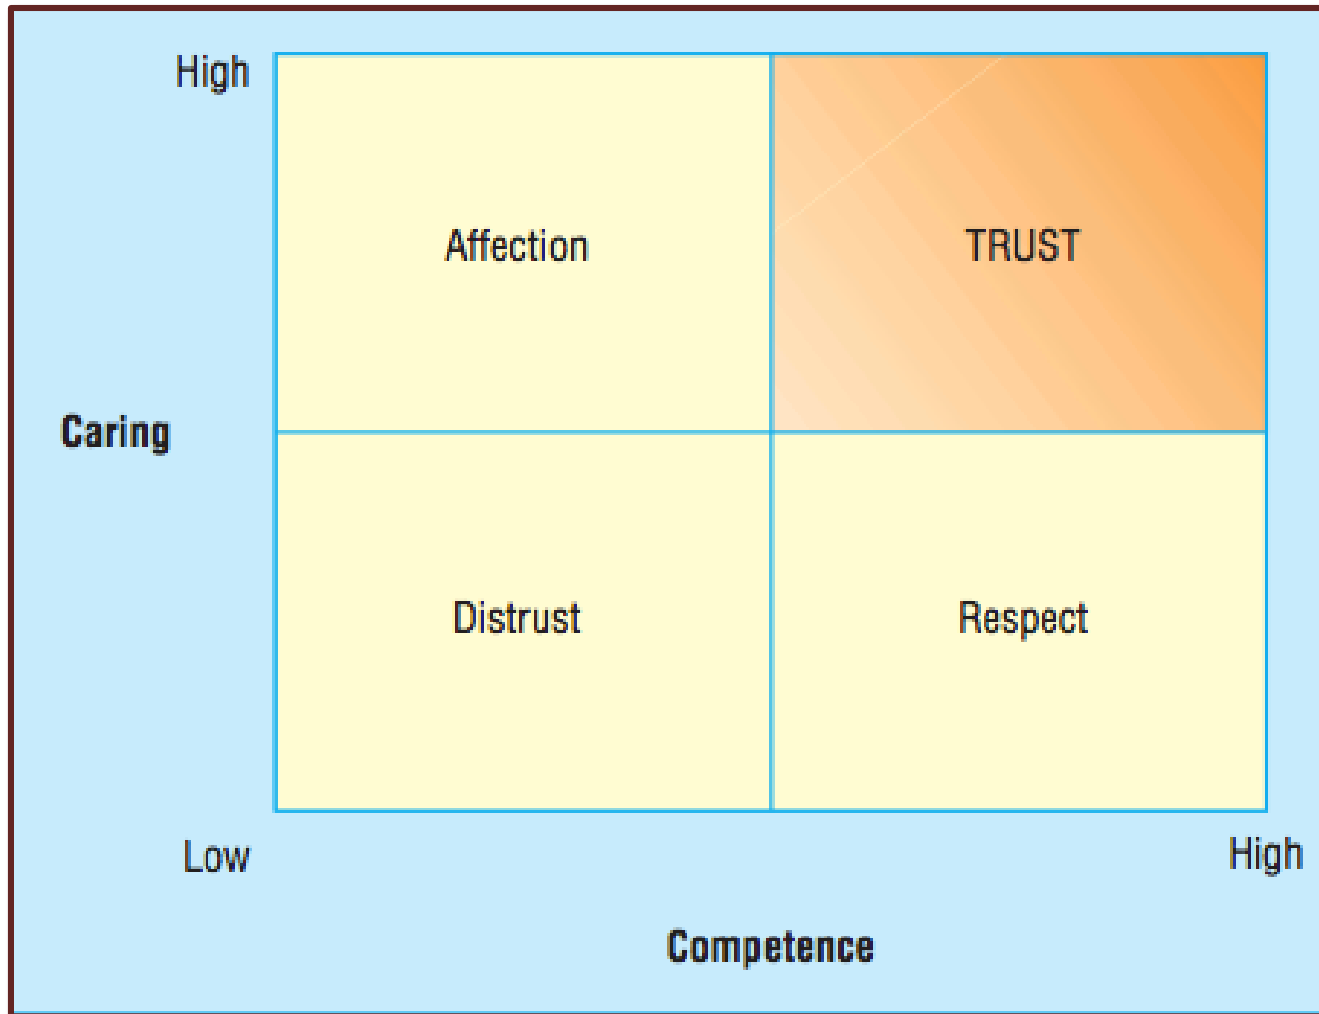 High
Affection
TRUST
Caring
Distrust
Respect
Low
High
Competence